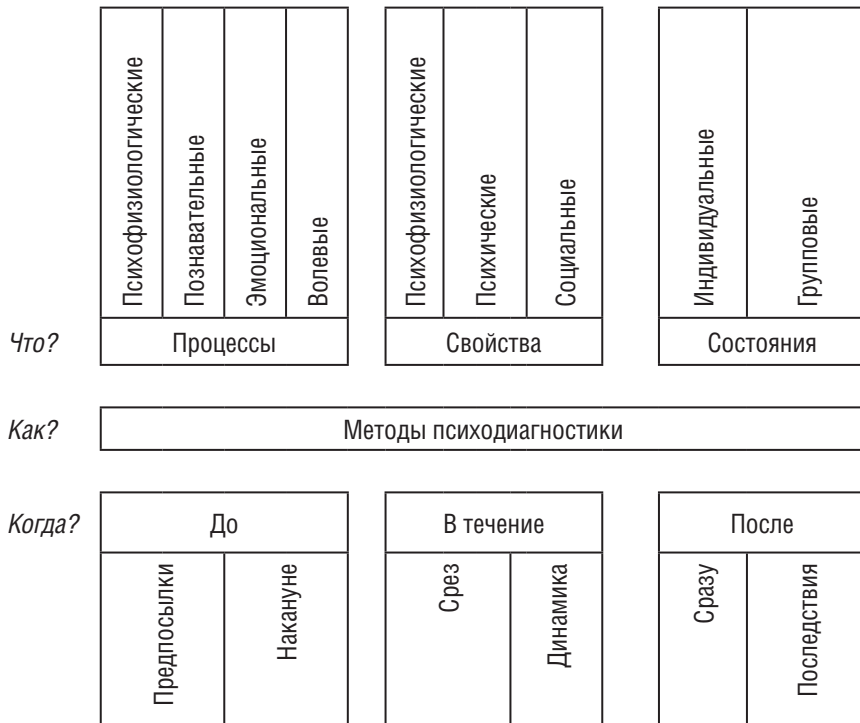 Психофизиологические
Познавательные
Эмоциональные
Волевые
Психофизиологические
Психические
Социальные
Индивидуальные
Групповые
Что?
Процессы
Свойства
Состояния
Как?
Методы психодиагностики
Когда?
До
В течение
После
Предпосылки
Накануне
Срез
Динамика
Сразу
Последствия